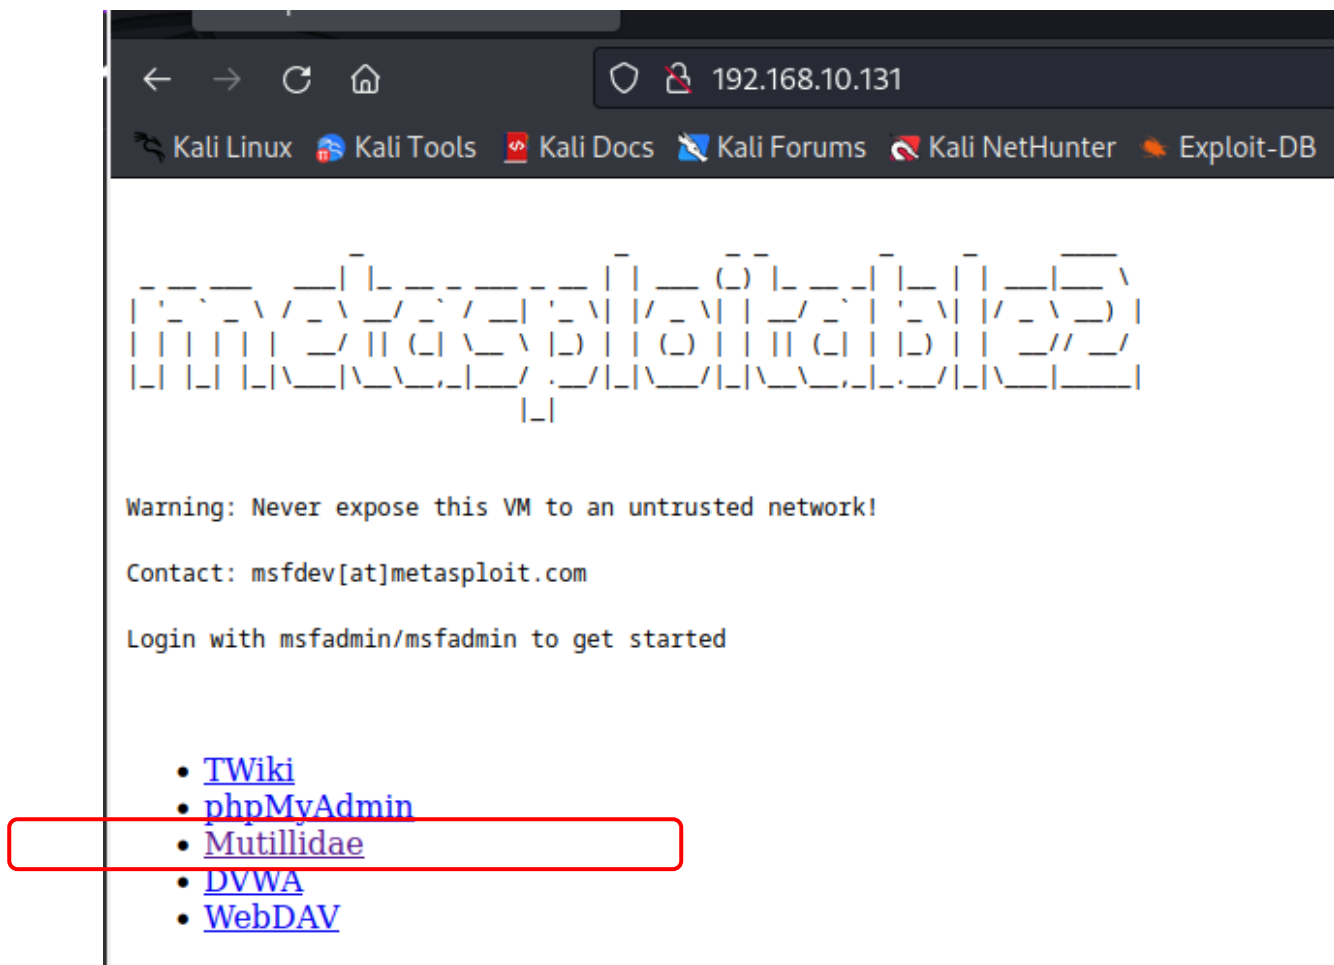 192.168.10.131
Kali Linux Kali Tools Kali Docs Kali Forums Kali NetHunter Exploit-DB
metasploitable2
Warning: Never expose this VM to an untrusted network!
Contact: msfdev[at]metasploit.com
Login with msfadmin/msfadmin to get started
• TWiki
• phpMyAdmin
• Mutillidae
• DVWA
• WebDAV